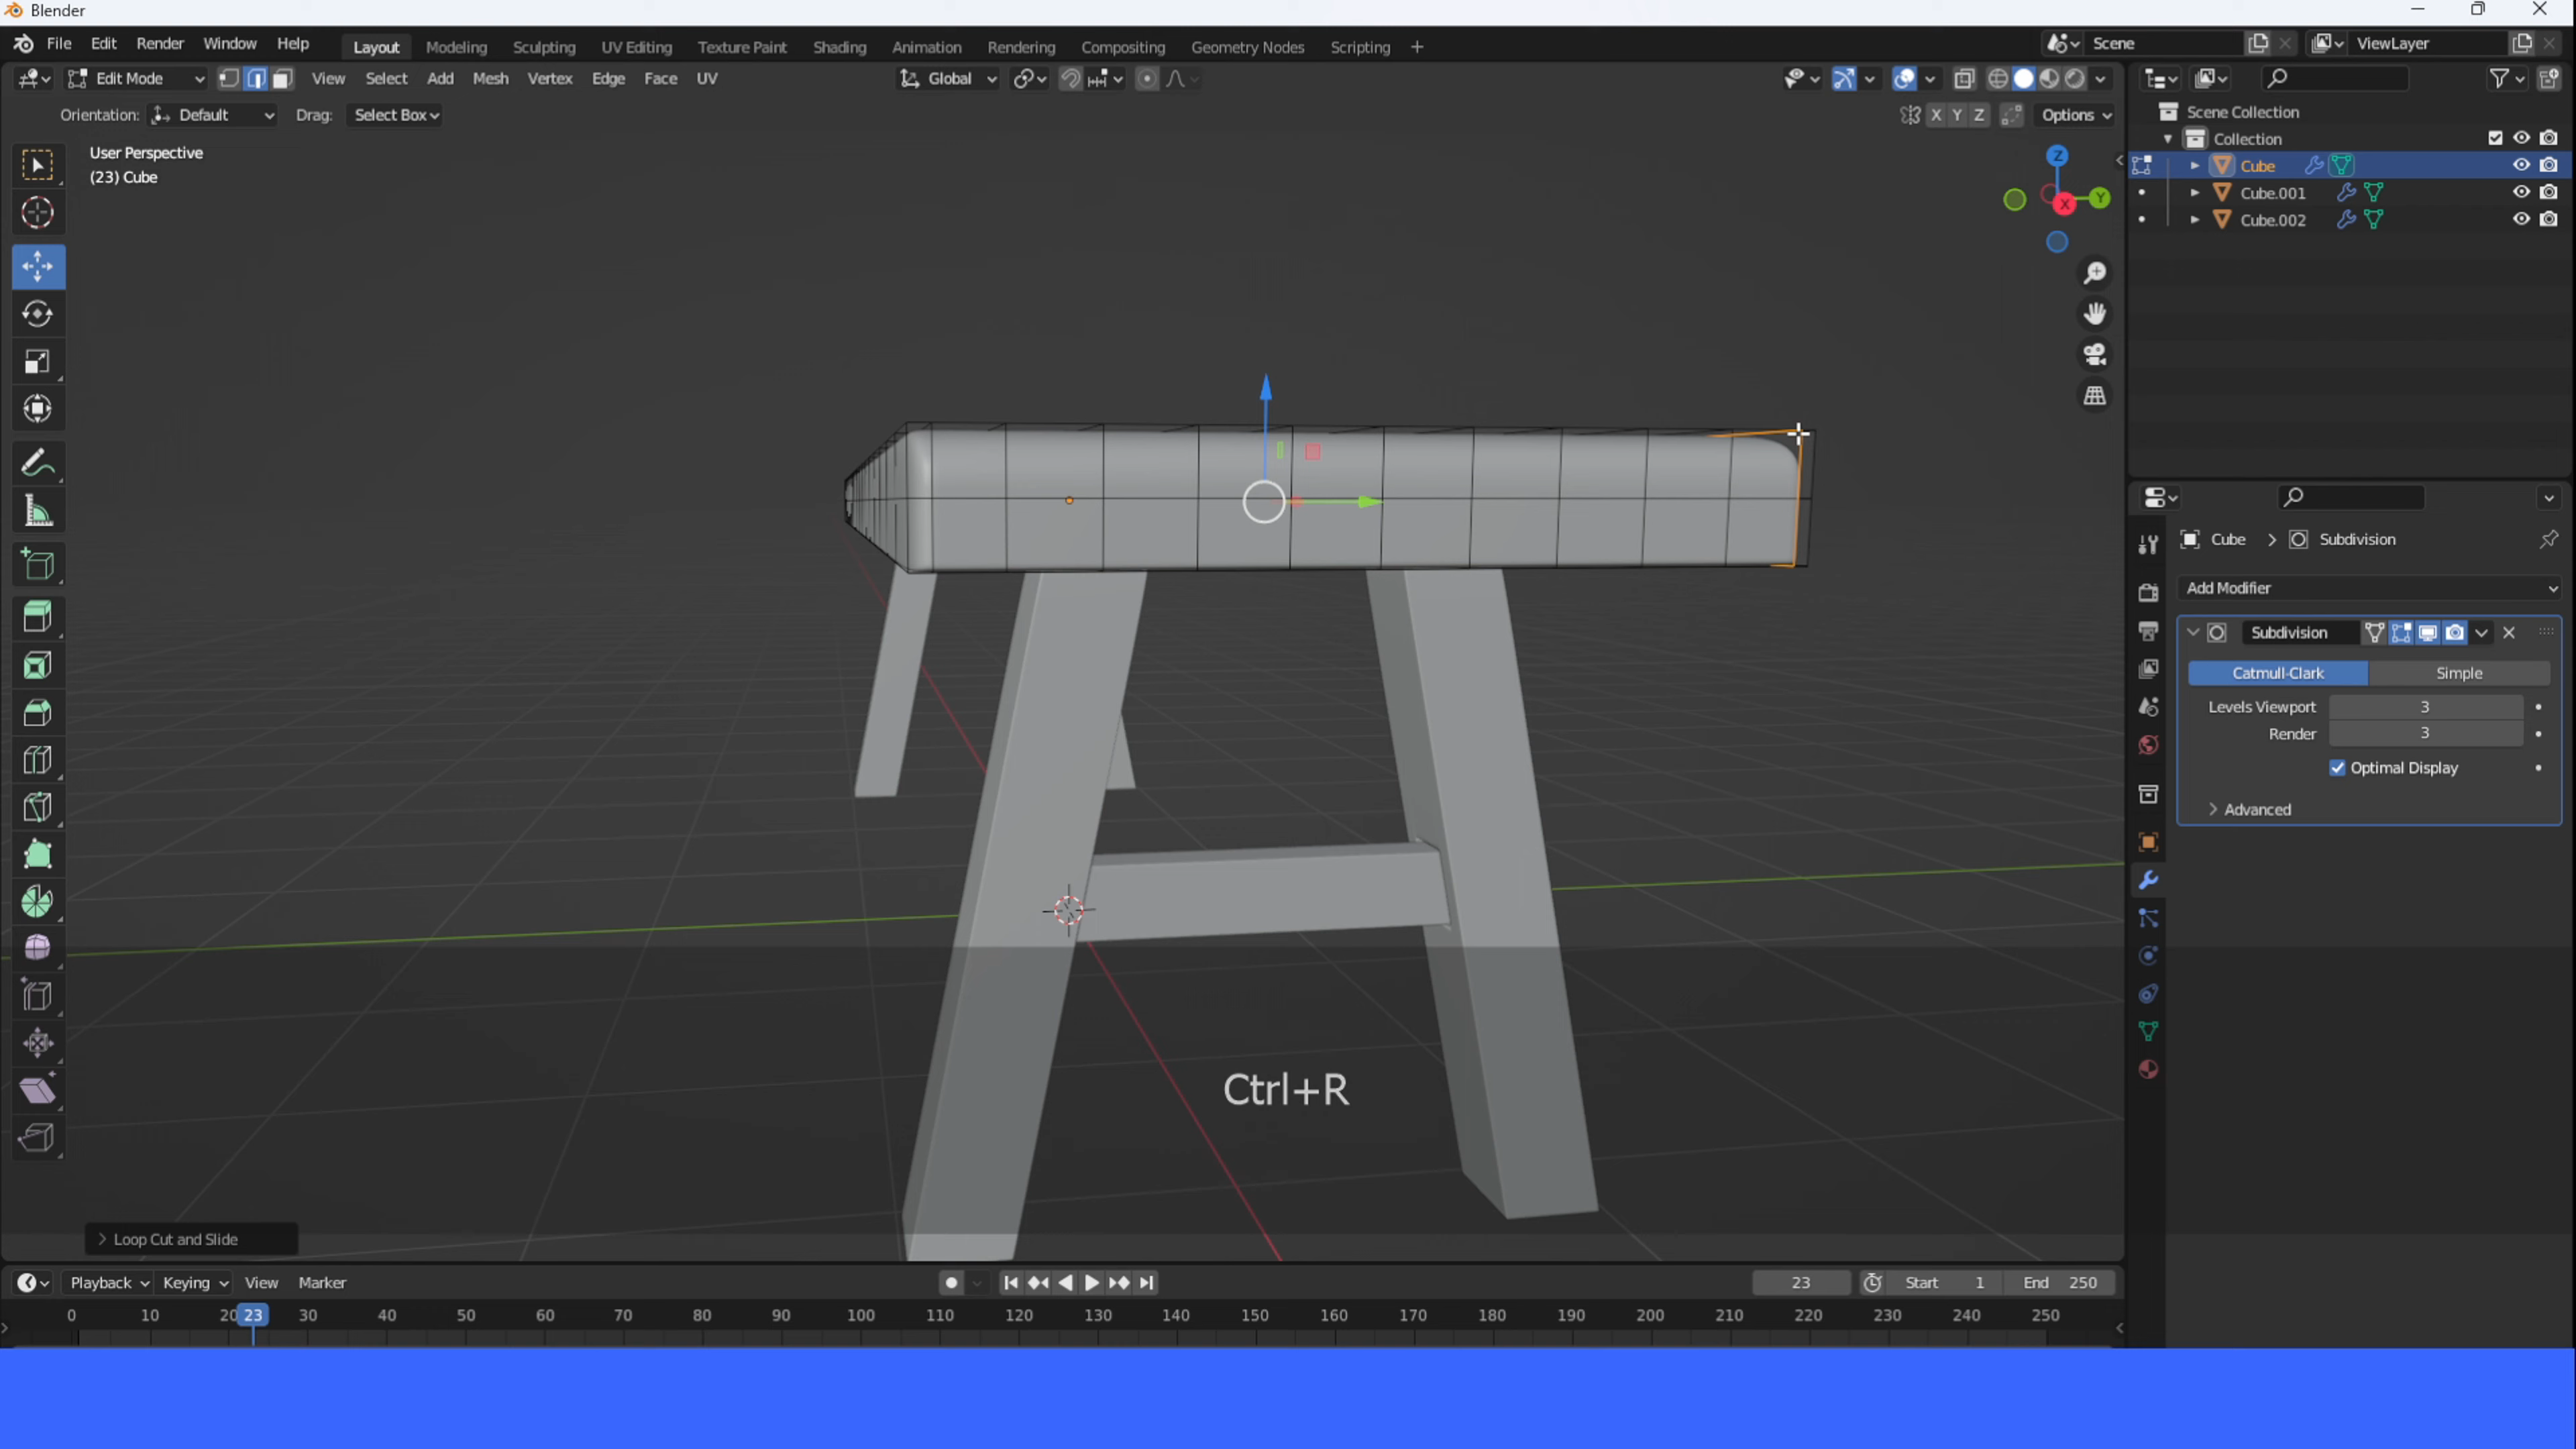 Blender
File Edit Render Window Help Layout Modeling Sculpting UV Editing Texture Paint Shading Animation Rendering Compositing Geometry Nodes Scripting + Scene ViewLayer
Edit Mode View Select Add Mesh Vertex Edge Face UV Global
Orientation: Default Drag: Select Box X Y Z Options
User Perspective
(23) Cube
Z
Y
X
Scene Collection
Collection
Cube
Cube.001
Cube.002
Cube > Subdivision
Add Modifier
Subdivision
Catmull-Clark Simple
Levels Viewport 3
Render 3
Optimal Display
Advanced
Ctrl+R
Loop Cut and Slide
Playback Keying View Marker 23 Start 1 End 250
0 10 20 23 30 40 50 60 70 80 90 100 110 120 130 140 150 160 170 180 190 200 210 220 230 240 250